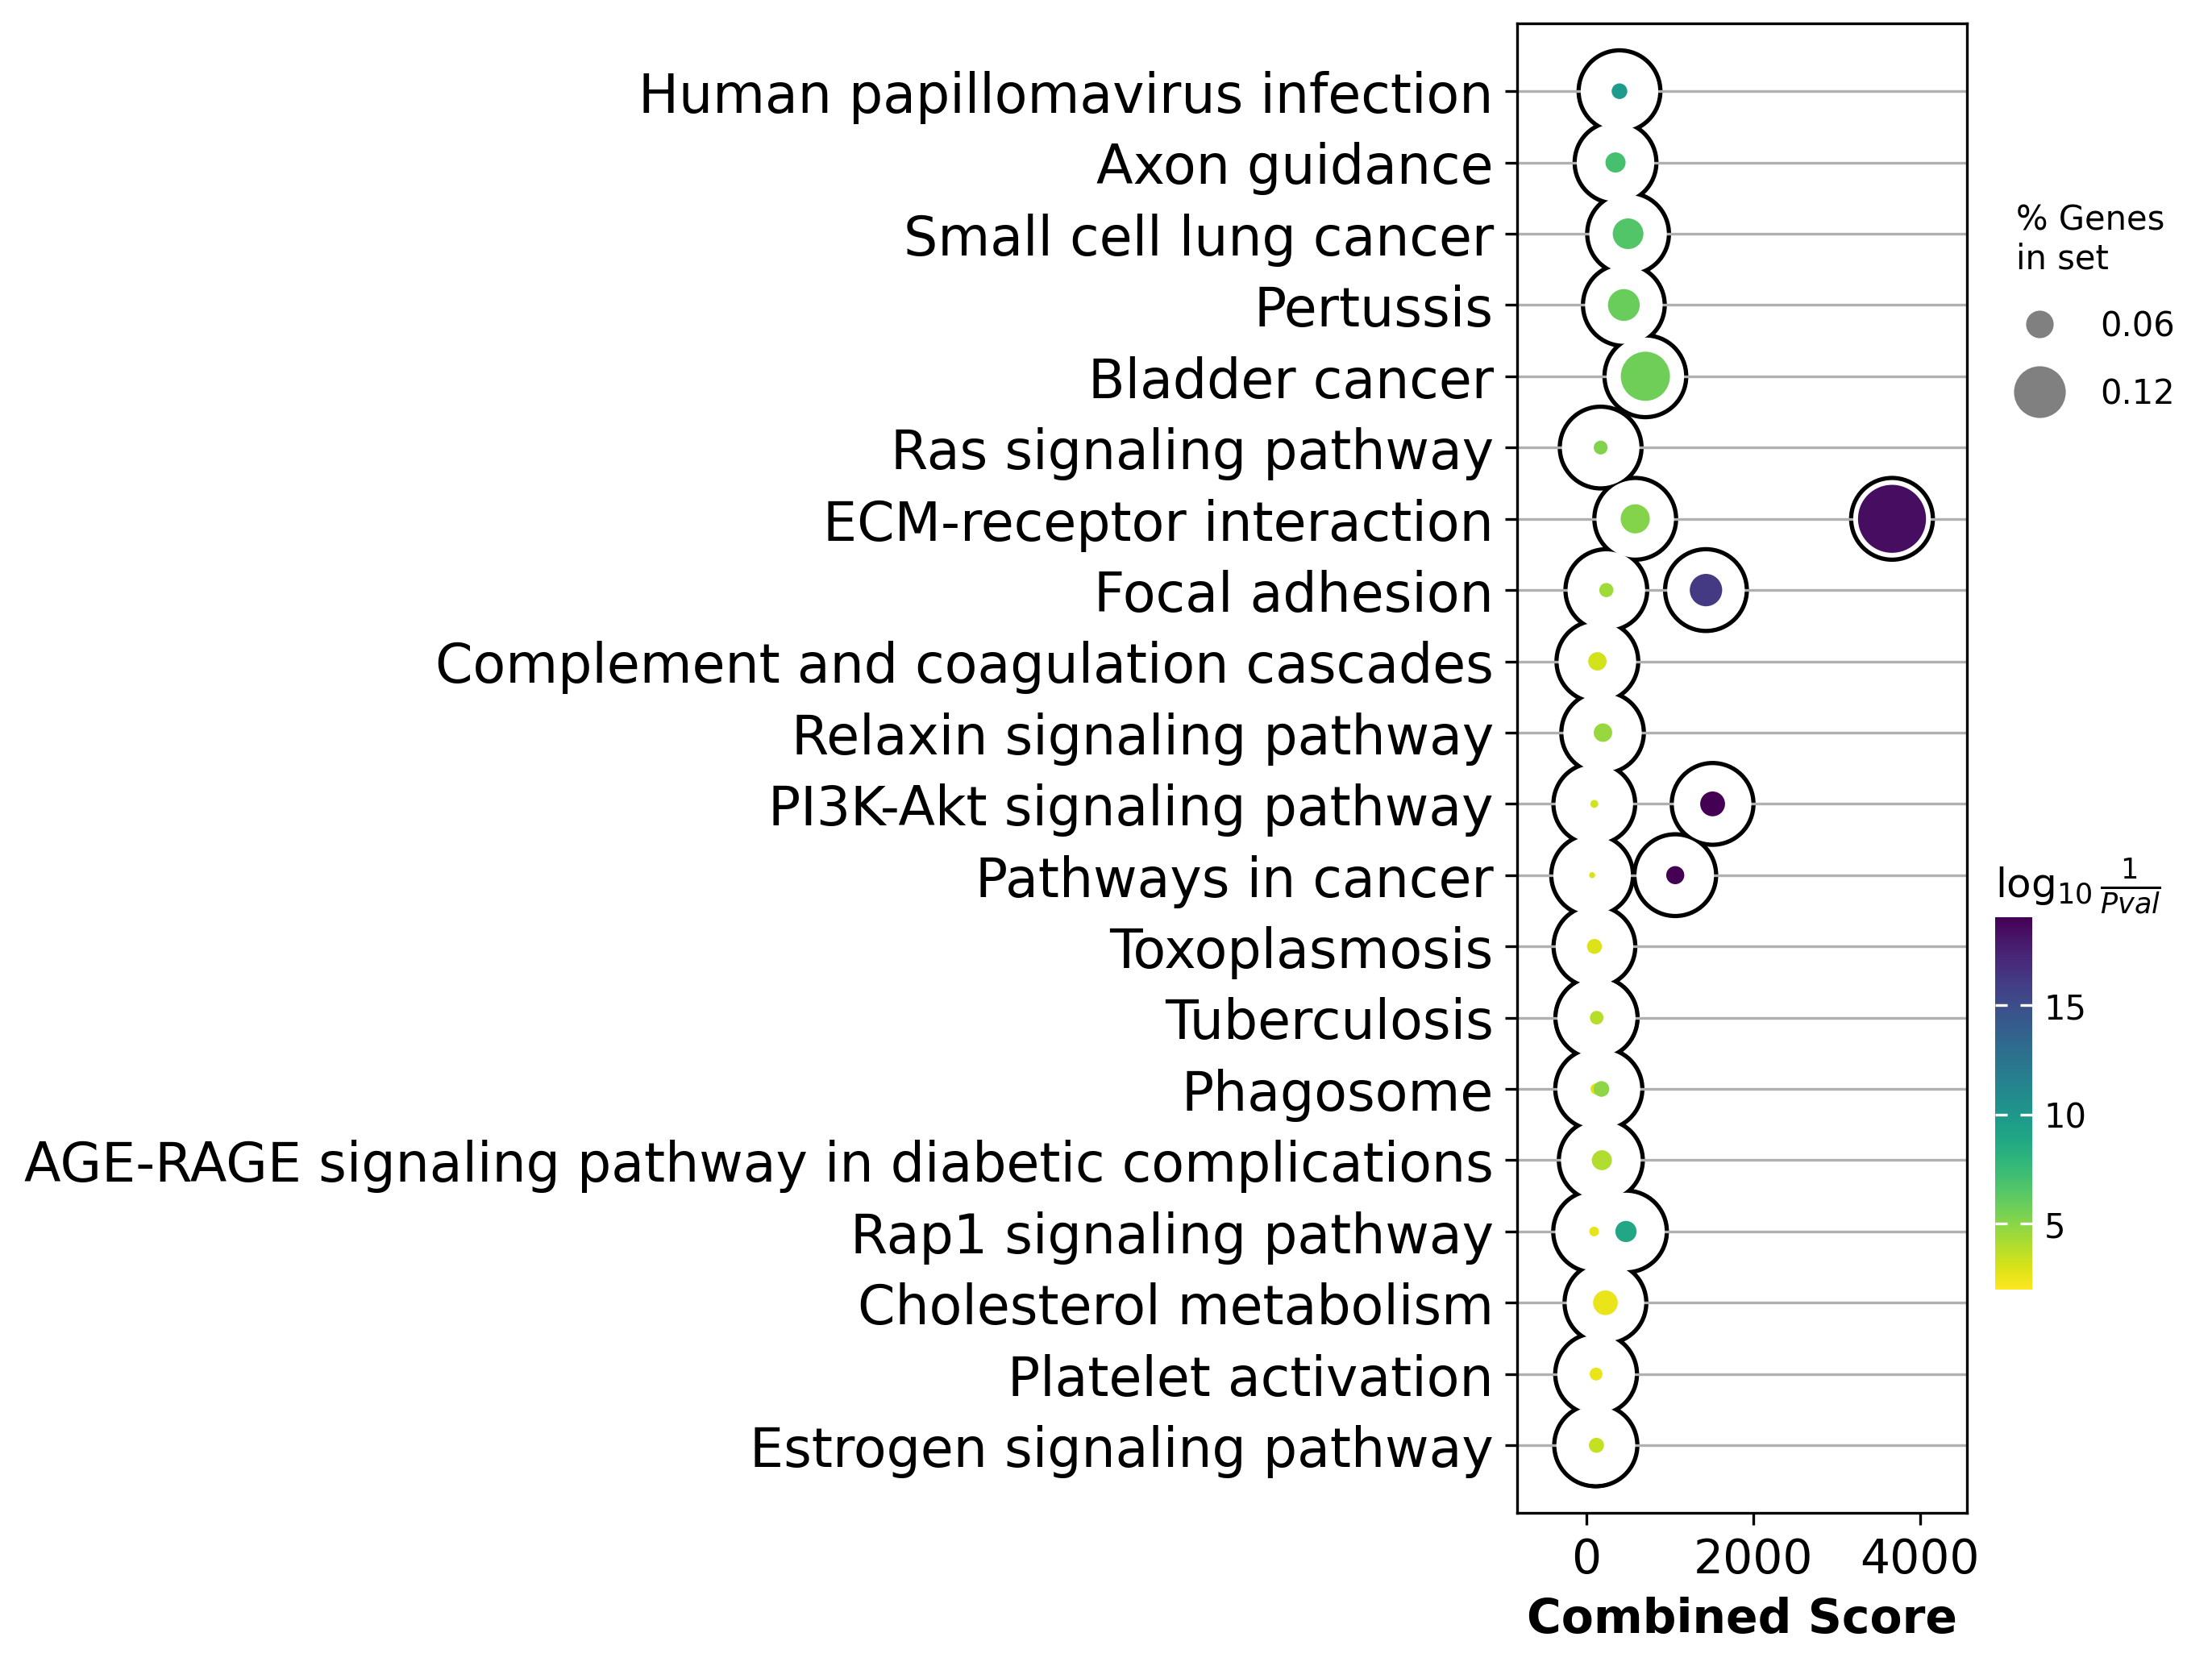 Human papillomavirus infection
Axon guidance
Small cell lung cancer
Pertussis
Bladder cancer
Ras signaling pathway
ECM-receptor interaction
Focal adhesion
Complement and coagulation cascades
Relaxin signaling pathway
PI3K-Akt signaling pathway
Pathways in cancer
Toxoplasmosis
Tuberculosis
Phagosome
AGE-RAGE signaling pathway in diabetic complications
Rap1 signaling pathway
Cholesterol metabolism
Platelet activation
Estrogen signaling pathway
0 2000 4000
Combined Score
% Genes
in set
0.06
0.12
log₁₀ 1/Pval
15
10
5